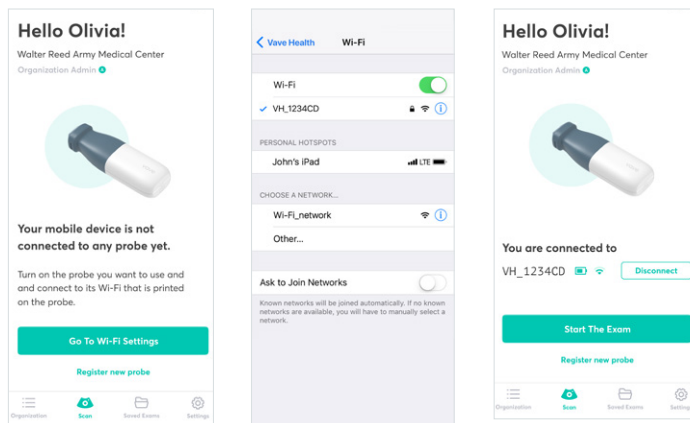 Hello Olivia!
Walter Reed Army Medical Center
Organization Admin A
Your mobile device is not
connected to any probe yet.
Turn on the probe you want to use and
and connect to its Wi-Fi that is printed
on the probe.
Go To Wi-Fi Settings
Register new probe
Organization Scan Saved Exams Settings
Vave Health Wi-Fi
Wi-Fi
VH_1234CD
PERSONAL HOTSPOTS
John's iPad LTE
CHOOSE A NETWORK...
Wi-Fi_network
Other...
Ask to Join Networks
Known networks will be joined automatically. If no known
networks are available, you will have to manually select a
network.
Hello Olivia!
Walter Reed Army Medical Center
Organization Admin A
You are connected to
VH_1234CD Disconnect
Start The Exam
Register new probe
Organization Scan Saved Exams Settings